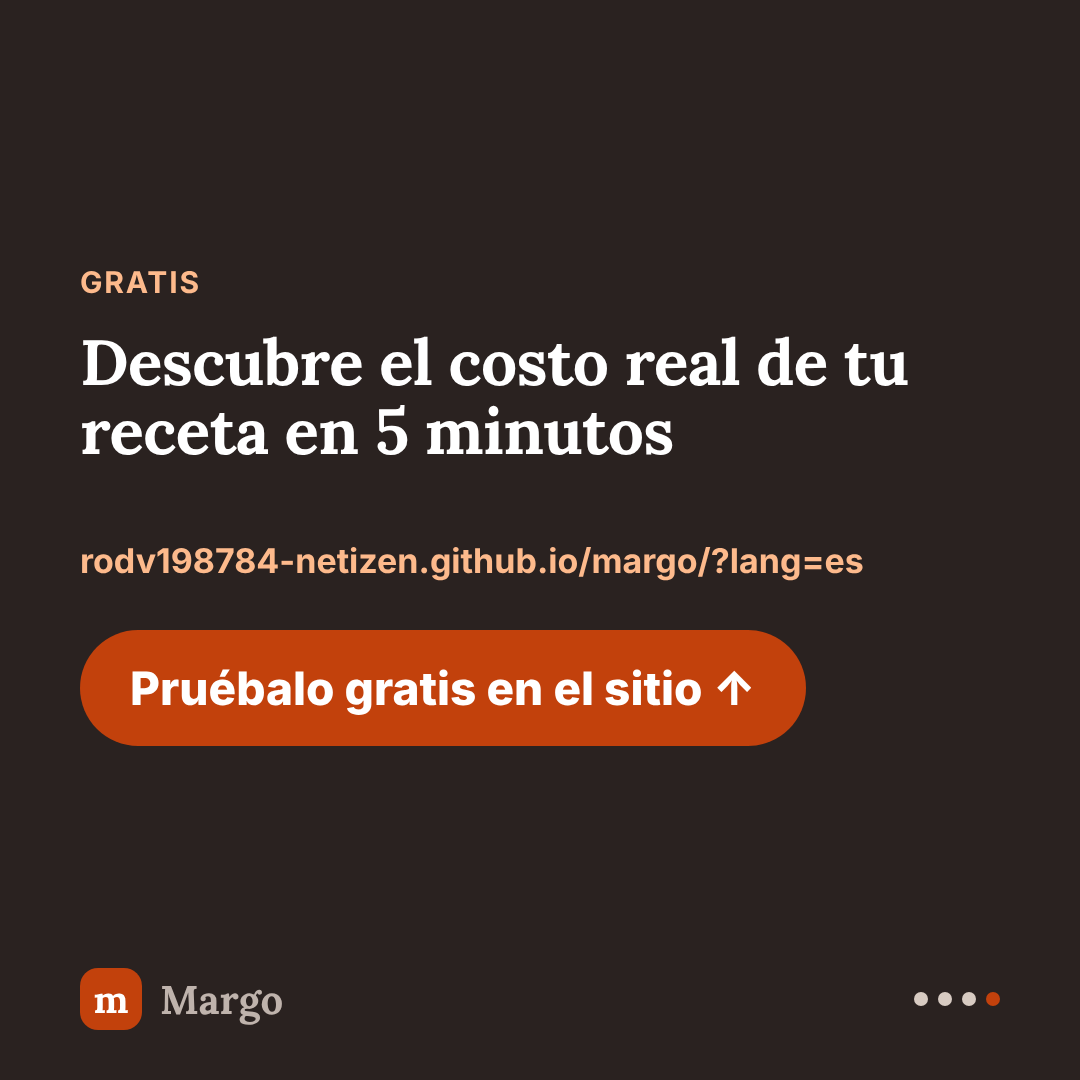 GRATIS
Descubre el costo real de tu
receta en 5 minutos
rodv198784-netizen.github.io/margo/?lang=es
Pruébalo gratis en el sitio ↑
m Margo